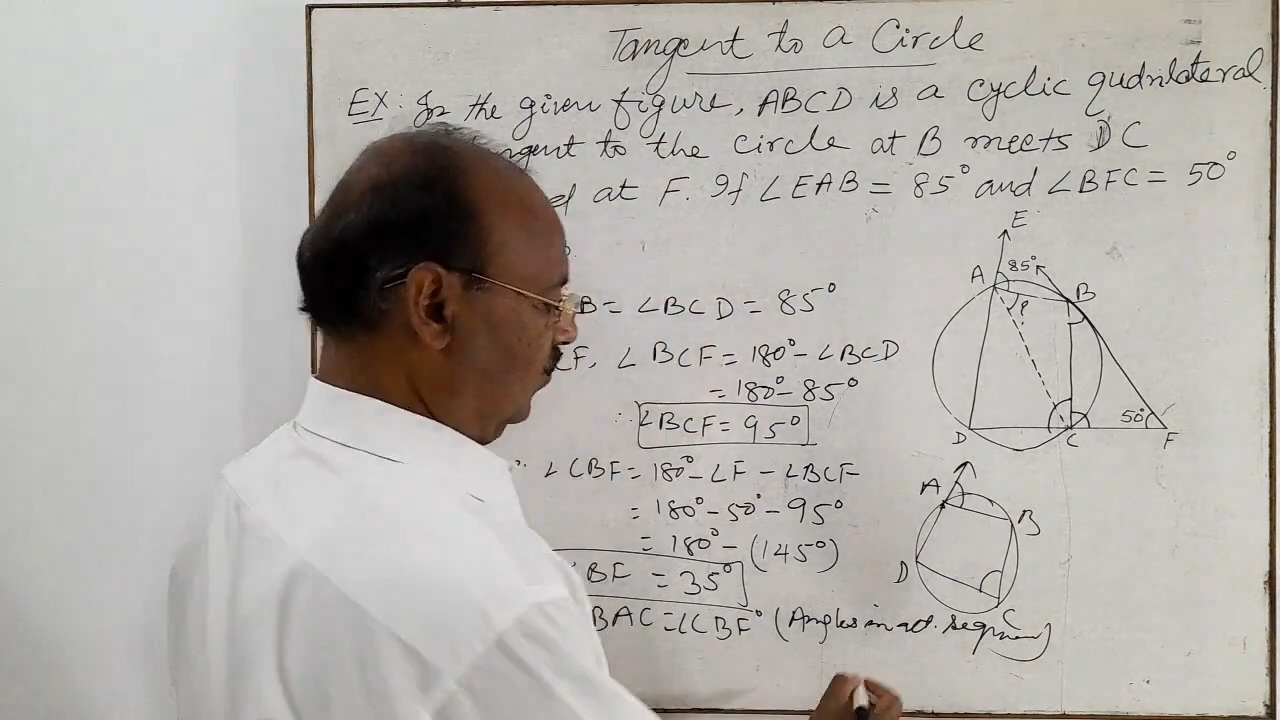 Tangent to a Circle
EX: In the given figure, ABCD is a cyclic qudrilateral
to the circle at B meets DC
at F. If ∠EAB = 85° and ∠BFC = 50°
B = ∠BCD = 85°
CF, ∠BCF = 180° - ∠BCD
= 180° - 85°
∴ ∠BCF = 95°
∠CBF = 180° - ∠F - ∠BCF
= 180° - 50° - 95°
= 180° - (145°)
BF = 35°
BAC = ∠CBF° (Angles in alt. segment)
E
A 85°
P
B
D C 50° F
A
B
D
C